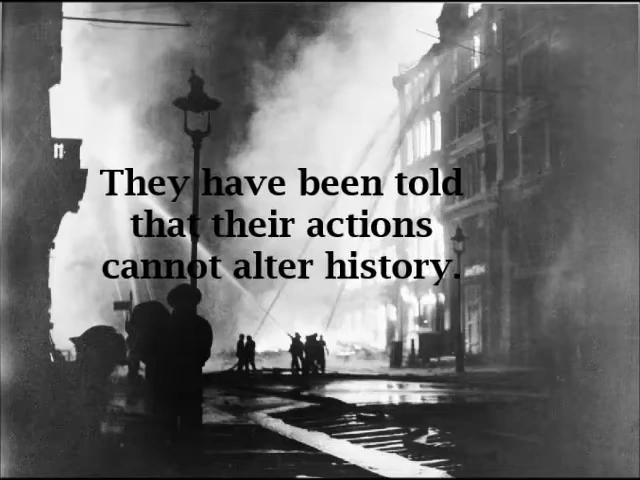 They have been told
that their actions
cannot alter history.